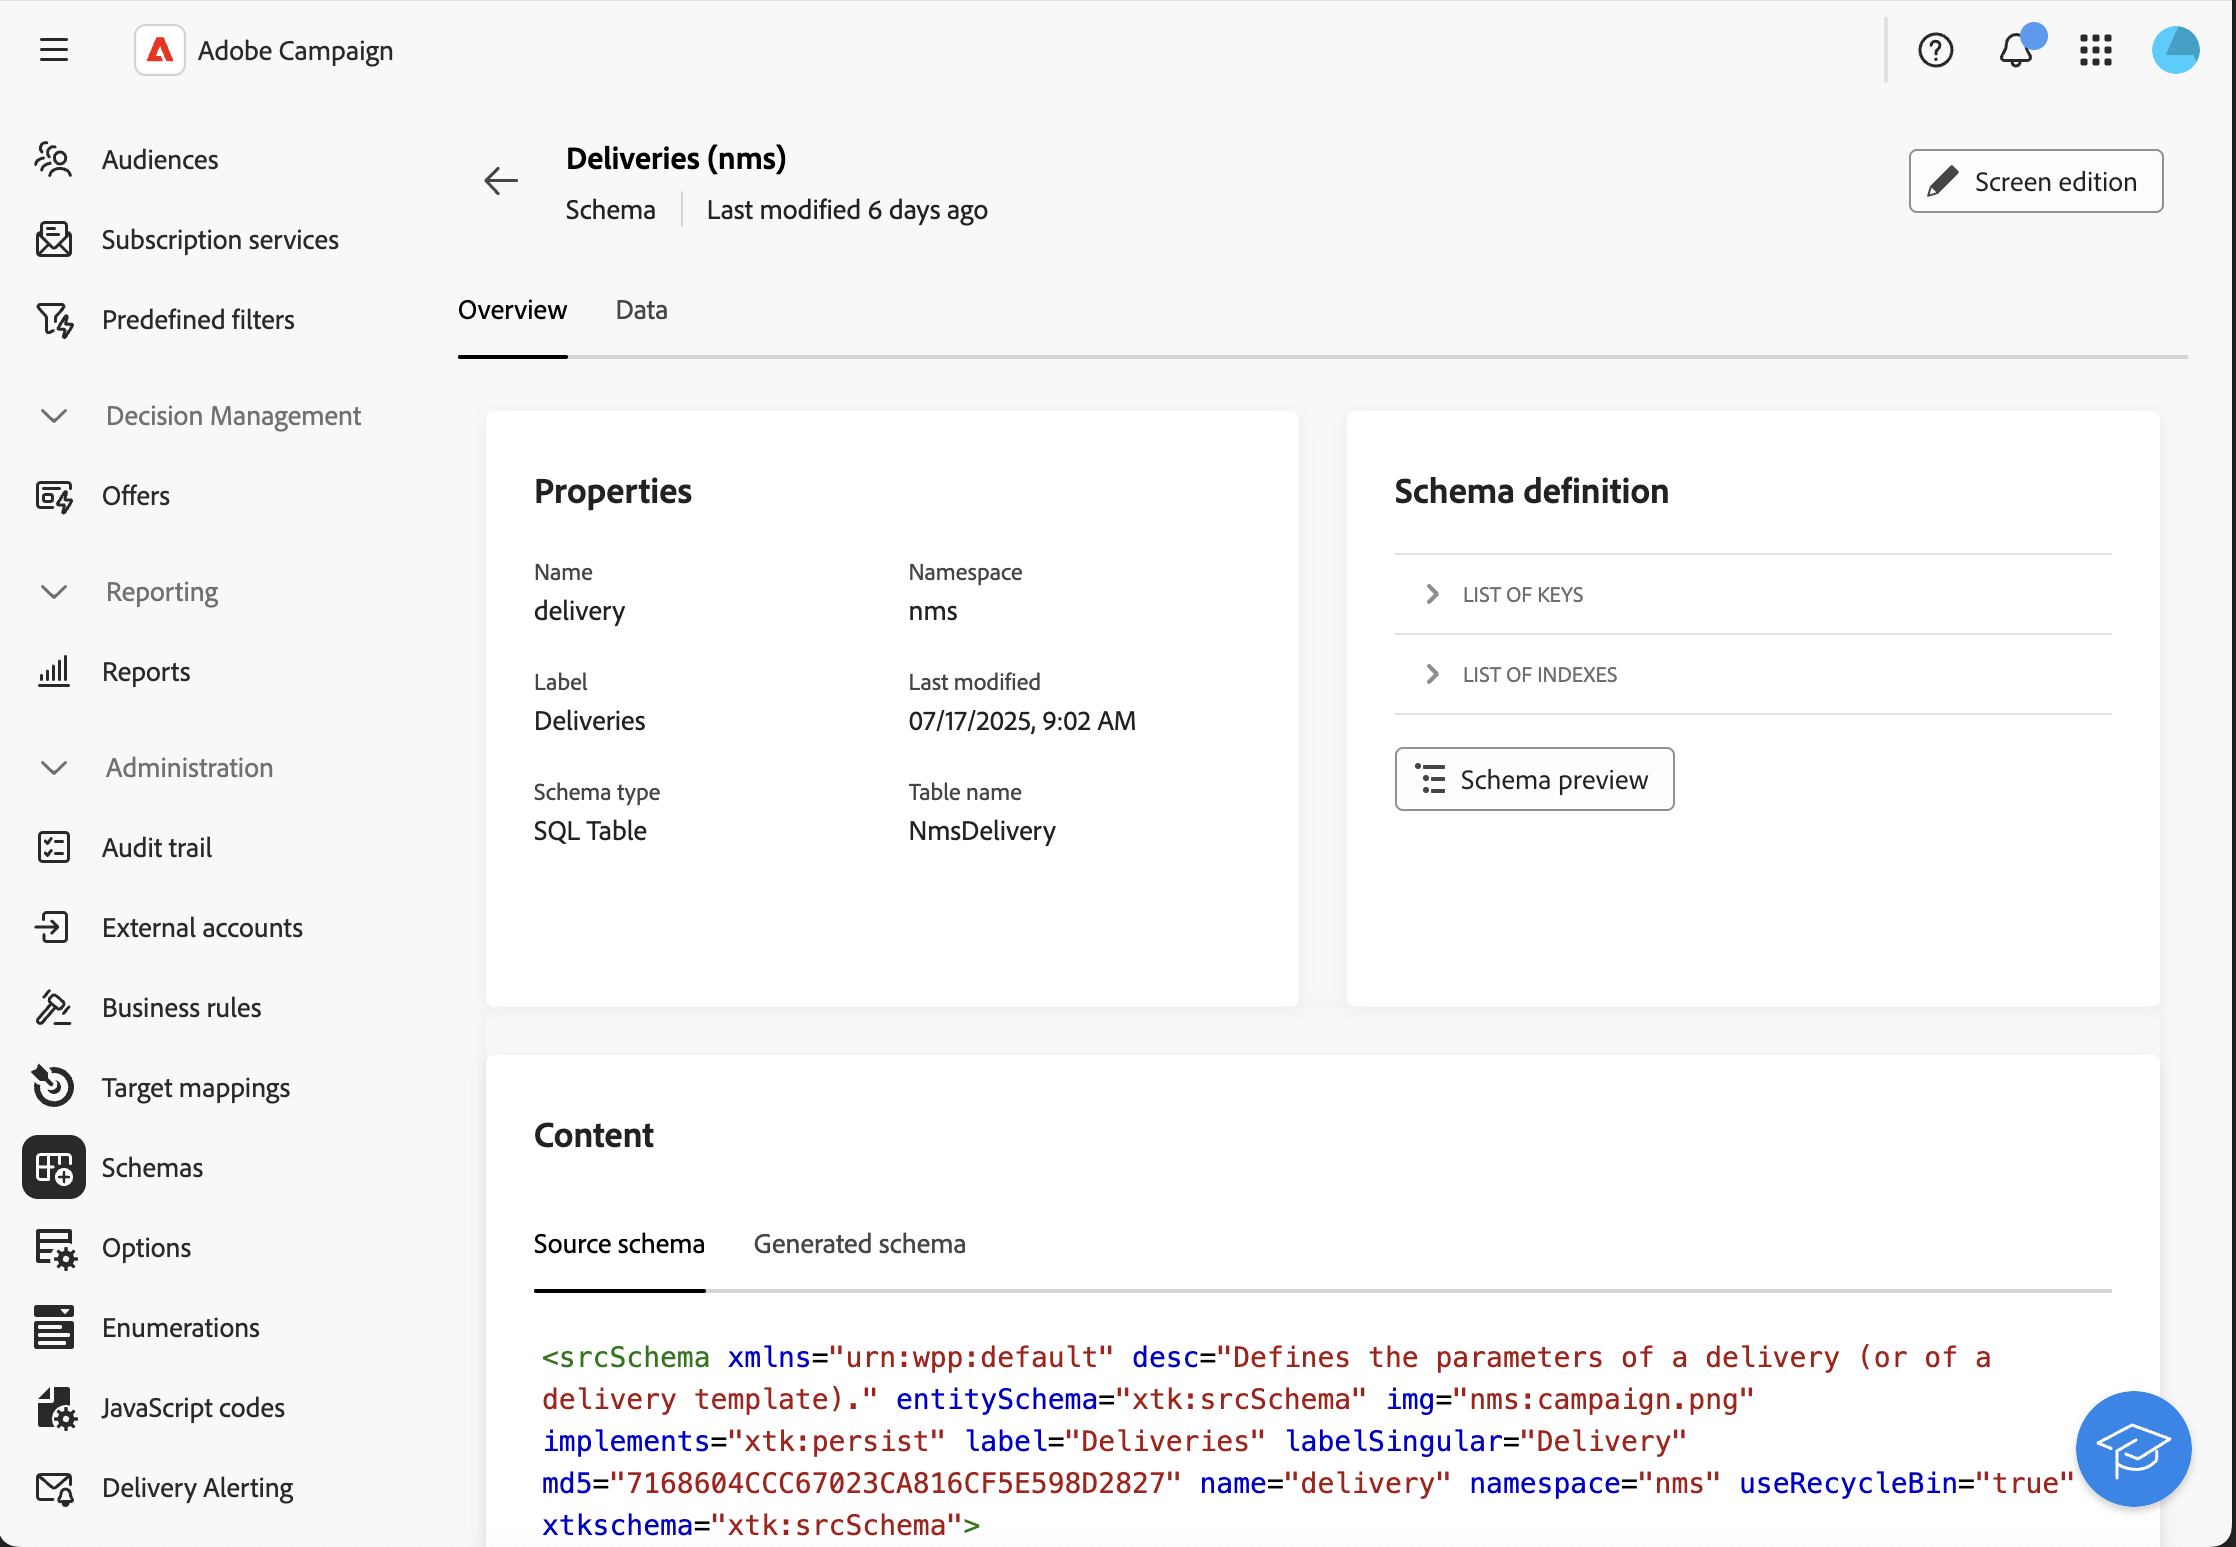 Adobe Campaign
Audiences
Subscription services
Predefined filters
Decision Management
Offers
Reporting
Reports
Administration
Audit trail
External accounts
Business rules
Target mappings
Schemas
Options
Enumerations
JavaScript codes
Delivery Alerting
Deliveries (nms)
Schema
Last modified 6 days ago
Screen edition
Overview
Data
Properties
Name
delivery
Namespace
nms
Label
Deliveries
Last modified
07/17/2025, 9:02 AM
Schema type
SQL Table
Table name
NmsDelivery
Schema definition
LIST OF KEYS
LIST OF INDEXES
Schema preview
Content
Source schema
Generated schema
<srcSchema xmlns="urn:wpp:default" desc="Defines the parameters of a delivery (or of a
delivery template)." entitySchema="xtk:srcSchema" img="nms:campaign.png"
implements="xtk:persist" label="Deliveries" labelSingular="Delivery"
md5="7168604CCC67023CA816CF5E598D2827" name="delivery" namespace="nms" useRecycleBin="true"
xtkschema="xtk:srcSchema">